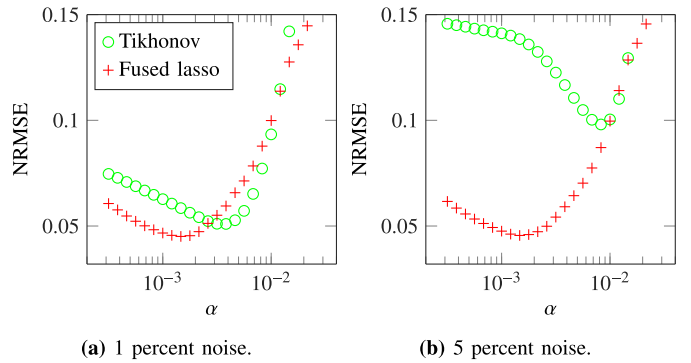 0.15
0.1
0.05
NRMSE
Tikhonov
Fused lasso
10⁻³
10⁻²
α
(a) 1 percent noise.
0.15
0.1
0.05
NRMSE
10⁻³
10⁻²
α
(b) 5 percent noise.